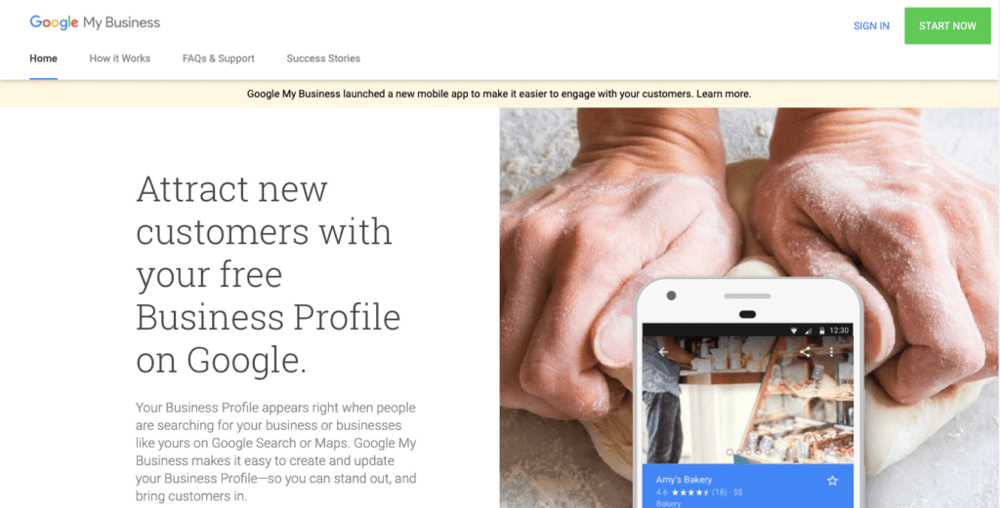 Google My Business
SIGN IN
START NOW
Home
How it Works
FAQs & Support
Success Stories
Google My Business launched a new mobile app to make it easier to engage with your customers. Learn more.
Attract new
customers with
your free
Business Profile
on Google.
Your Business Profile appears right when people
are searching for your business or businesses
like yours on Google Search or Maps. Google My
Business makes it easy to create and update
your Business Profile—so you can stand out, and
bring customers in.
12:30
Amy's Bakery
4.6 ★★★★★ (16) · $$
Bakery